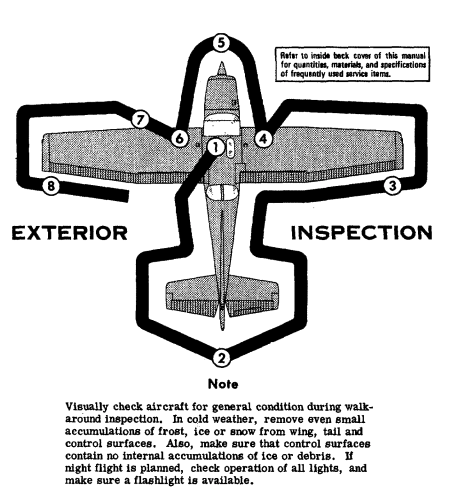 5
Refer to inside back cover of this manual
for quantities, materials, and specifications
of frequently used service items.
7
6
4
1
8
3
EXTERIOR INSPECTION
2
Note
Visually check aircraft for general condition during walk-
around inspection. In cold weather, remove even small
accumulations of frost, ice or snow from wing, tail and
control surfaces. Also, make sure that control surfaces
contain no internal accumulations of ice or debris. If
night flight is planned, check operation of all lights, and
make sure a flashlight is available.